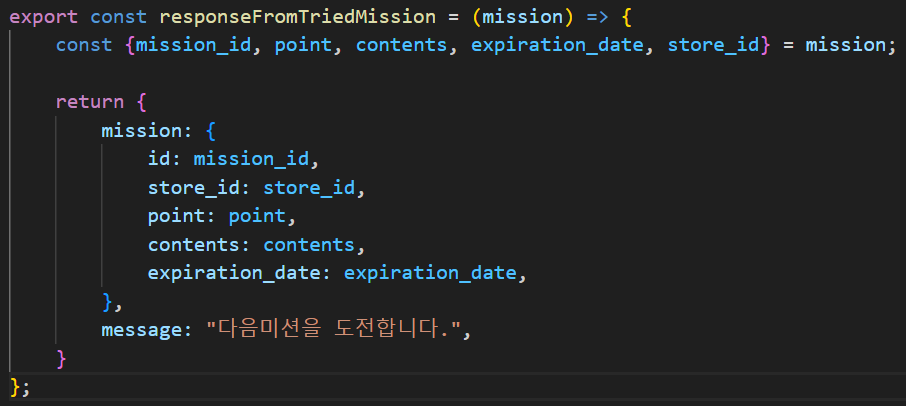 export const responseFromTriedMission = (mission) => {
    const {mission_id, point, contents, expiration_date, store_id} = mission;

    return {
        mission: {
            id: mission_id,
            store_id: store_id,
            point: point,
            contents: contents,
            expiration_date: expiration_date,
        },
        message: "다음미션을 도전합니다.",
    }
};